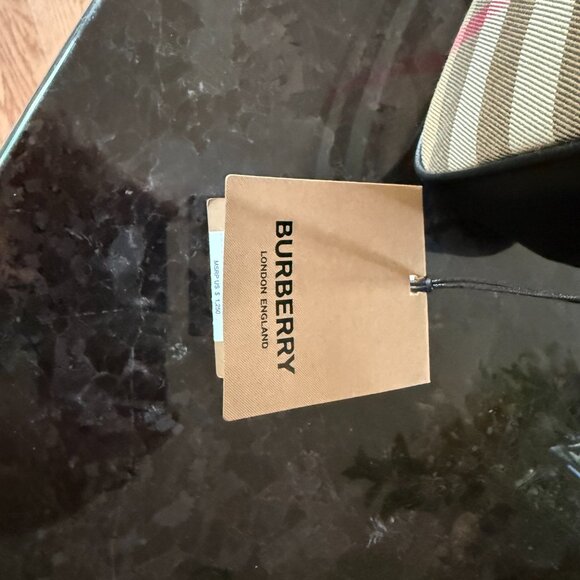 BURBERRY
LONDON ENGLAND
MSRP US $ 1,250